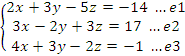 2x + 3y − 5z = −14 ...e1
3x − 2y + 3z = 17 ...e2
4x + 3y − 2z = −1 ...e3